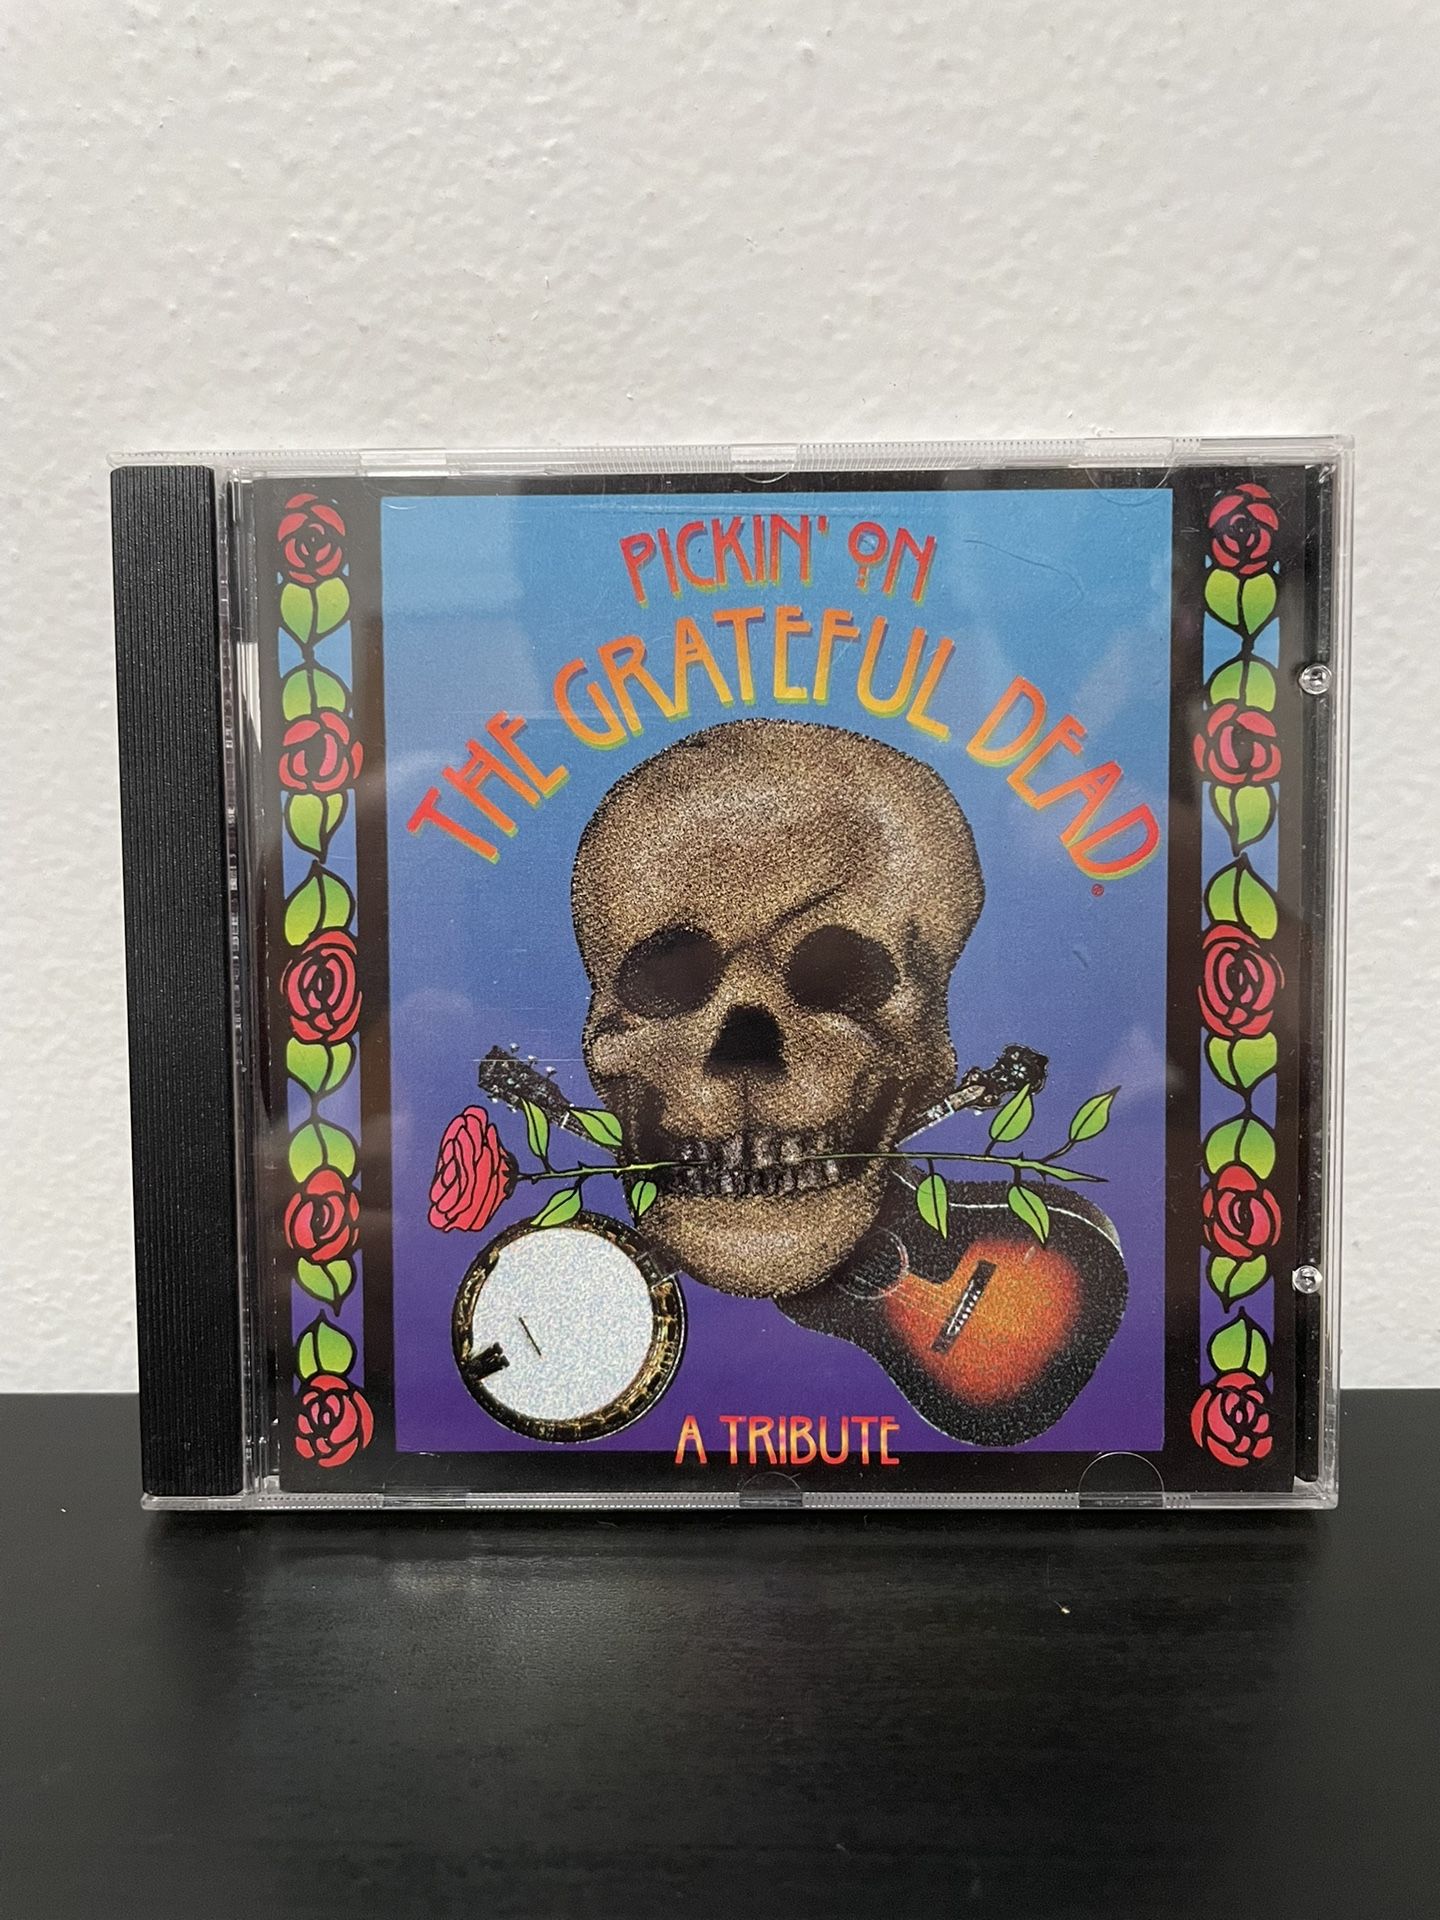 PICKIN' ON
THE GRATEFUL DEAD®
A TRIBUTE